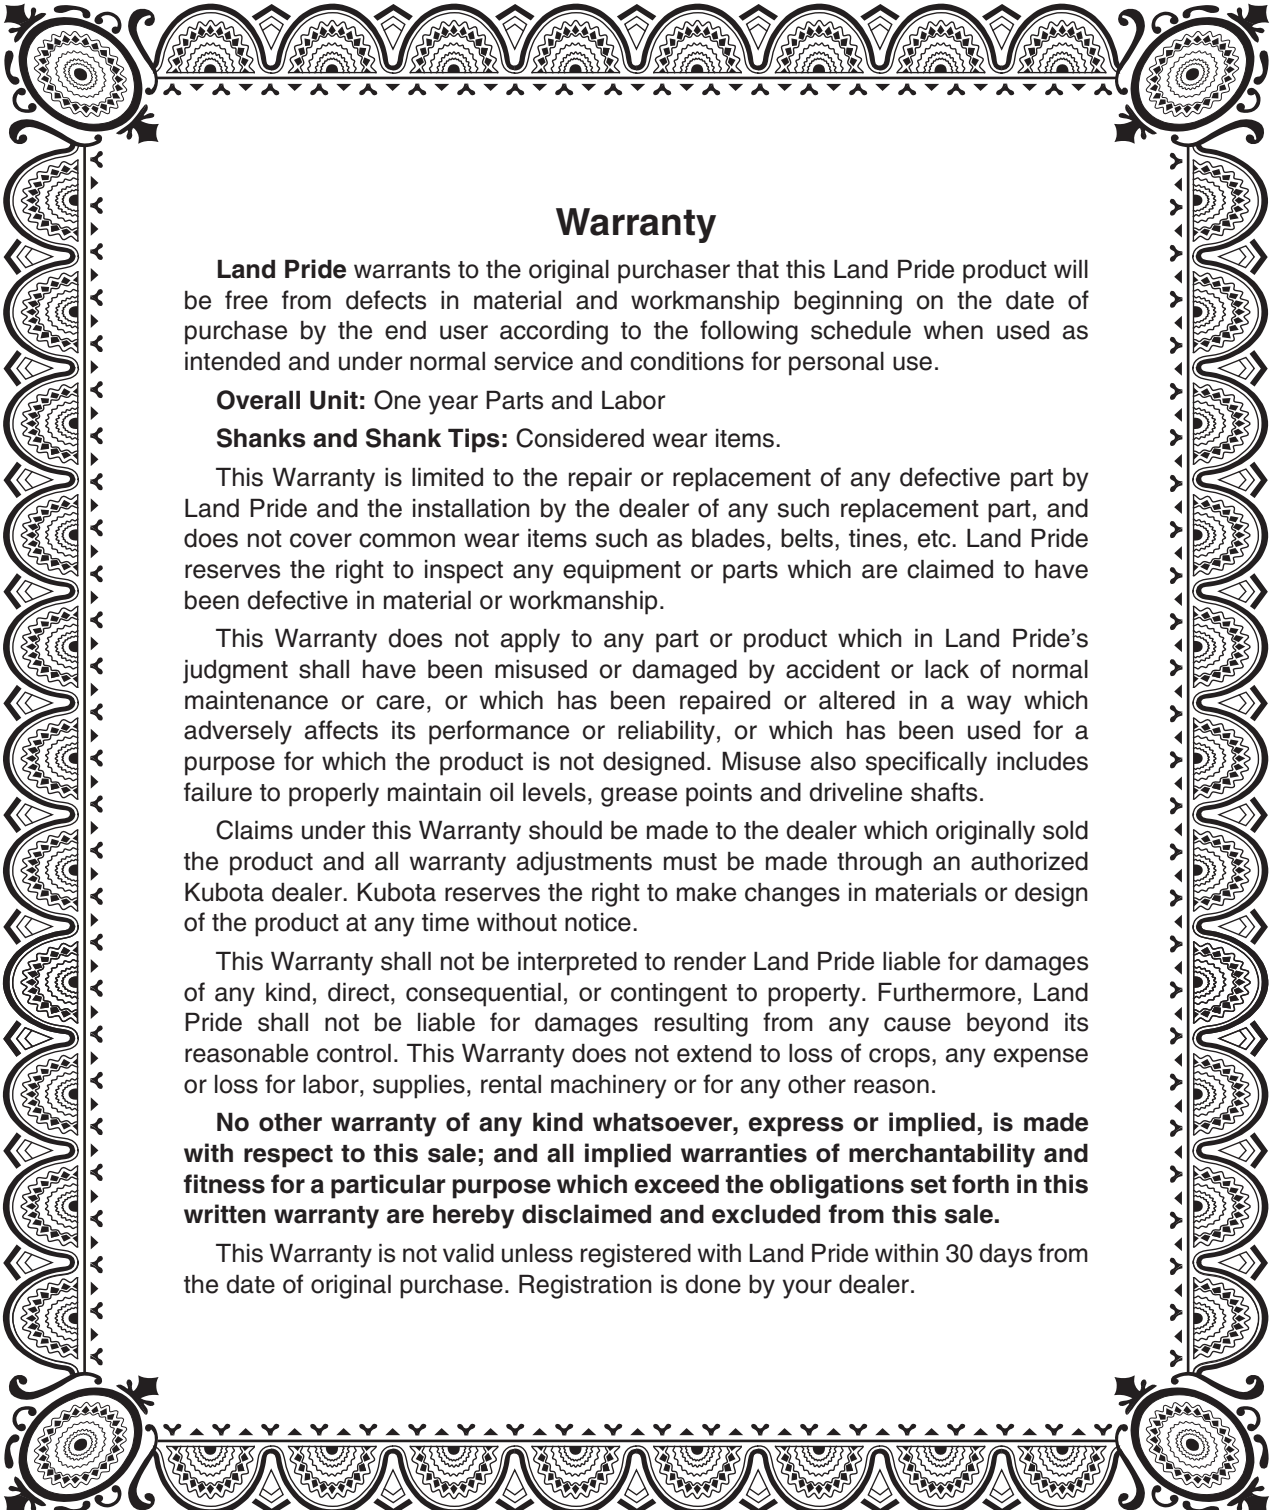 Warranty
Land Pride warrants to the original purchaser that this Land Pride product will
be free from defects in material and workmanship beginning on the date of
purchase by the end user according to the following schedule when used as
intended and under normal service and conditions for personal use.
Overall Unit: One year Parts and Labor
Shanks and Shank Tips: Considered wear items.
This Warranty is limited to the repair or replacement of any defective part by
Land Pride and the installation by the dealer of any such replacement part, and
does not cover common wear items such as blades, belts, tines, etc. Land Pride
reserves the right to inspect any equipment or parts which are claimed to have
been defective in material or workmanship.
This Warranty does not apply to any part or product which in Land Pride’s
judgment shall have been misused or damaged by accident or lack of normal
maintenance or care, or which has been repaired or altered in a way which
adversely affects its performance or reliability, or which has been used for a
purpose for which the product is not designed. Misuse also specifically includes
failure to properly maintain oil levels, grease points and driveline shafts.
Claims under this Warranty should be made to the dealer which originally sold
the product and all warranty adjustments must be made through an authorized
Kubota dealer. Kubota reserves the right to make changes in materials or design
of the product at any time without notice.
This Warranty shall not be interpreted to render Land Pride liable for damages
of any kind, direct, consequential, or contingent to property. Furthermore, Land
Pride shall not be liable for damages resulting from any cause beyond its
reasonable control. This Warranty does not extend to loss of crops, any expense
or loss for labor, supplies, rental machinery or for any other reason.
No other warranty of any kind whatsoever, express or implied, is made
with respect to this sale; and all implied warranties of merchantability and
fitness for a particular purpose which exceed the obligations set forth in this
written warranty are hereby disclaimed and excluded from this sale.
This Warranty is not valid unless registered with Land Pride within 30 days from
the date of original purchase. Registration is done by your dealer.